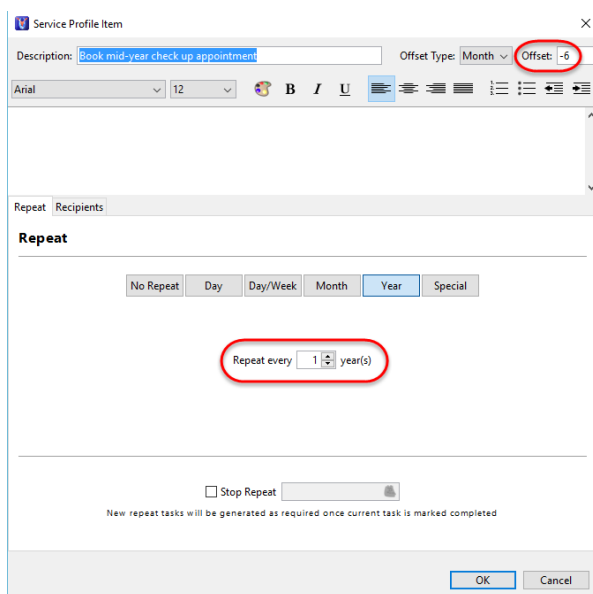 Service Profile Item
Description: Book mid-year check up appointment Offset Type: Month Offset: -6
Arial 12 B I U
Repeat Recipients
Repeat
No Repeat Day Day/Week Month Year Special
Repeat every 1 year(s)
Stop Repeat
New repeat tasks will be generated as required once current task is marked completed
OK Cancel